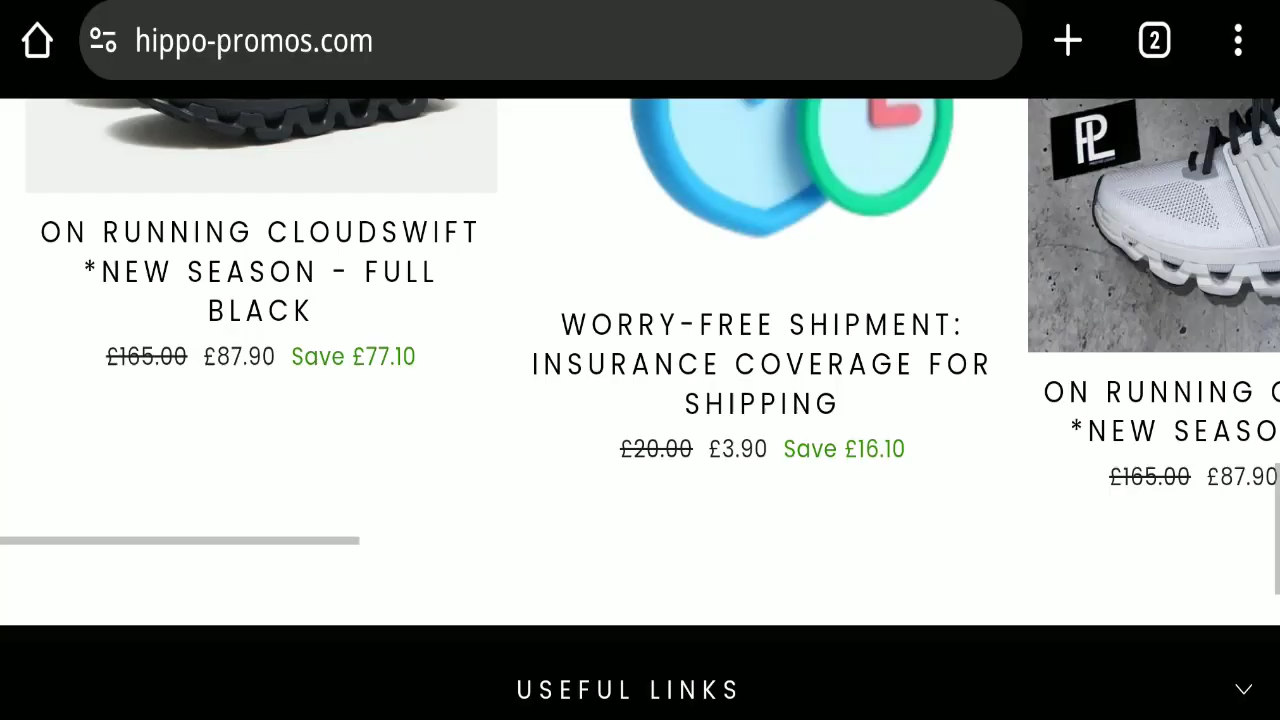 2
hippo-promos.com
PL
ON RUNNING CLOUDSWIFT
*NEW SEASON - FULL
BLACK
£165.00 £87.90 Save £77.10
WORRY-FREE SHIPMENT:
INSURANCE COVERAGE FOR
SHIPPING
£20.00 £3.90 Save £16.10
ON RUNNING
*NEW SEASO
£165.00 £87.90
USEFUL LINKS